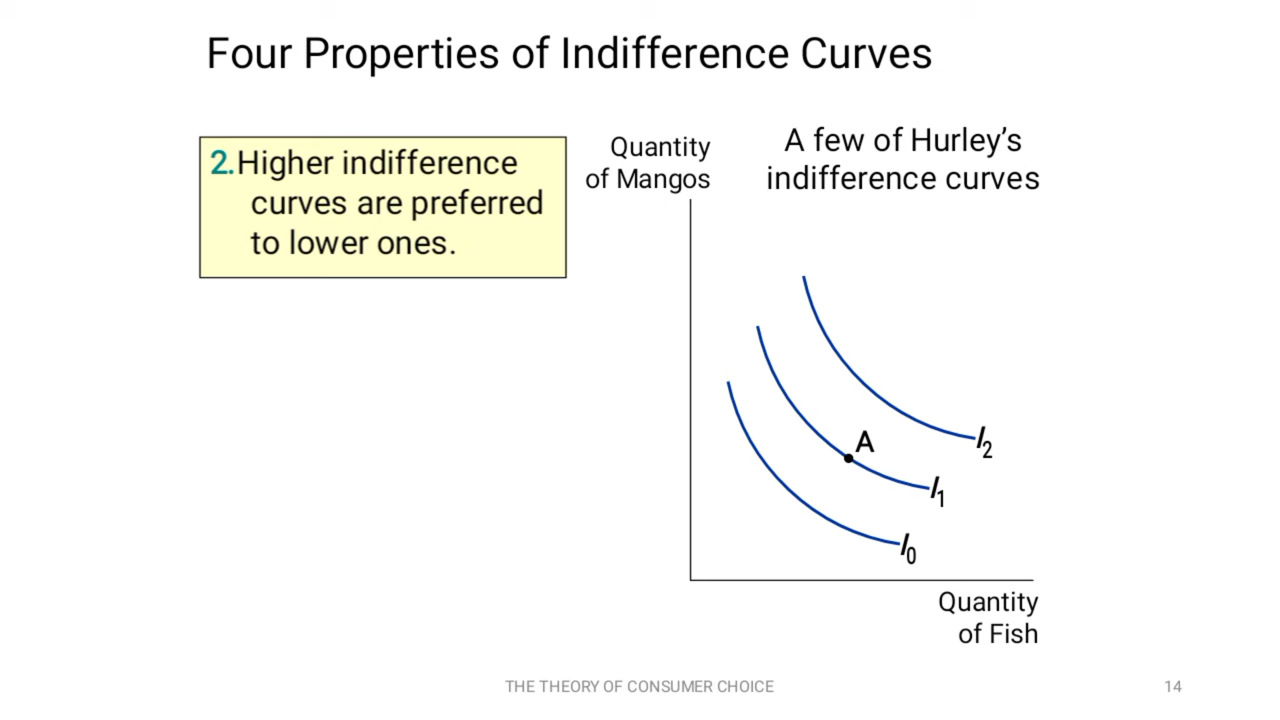 Four Properties of Indifference Curves
2.Higher indifference
curves are preferred
to lower ones.
Quantity
of Mangos
A few of Hurley’s
indifference curves
A
I2
I1
I0
Quantity
of Fish
THE THEORY OF CONSUMER CHOICE
14